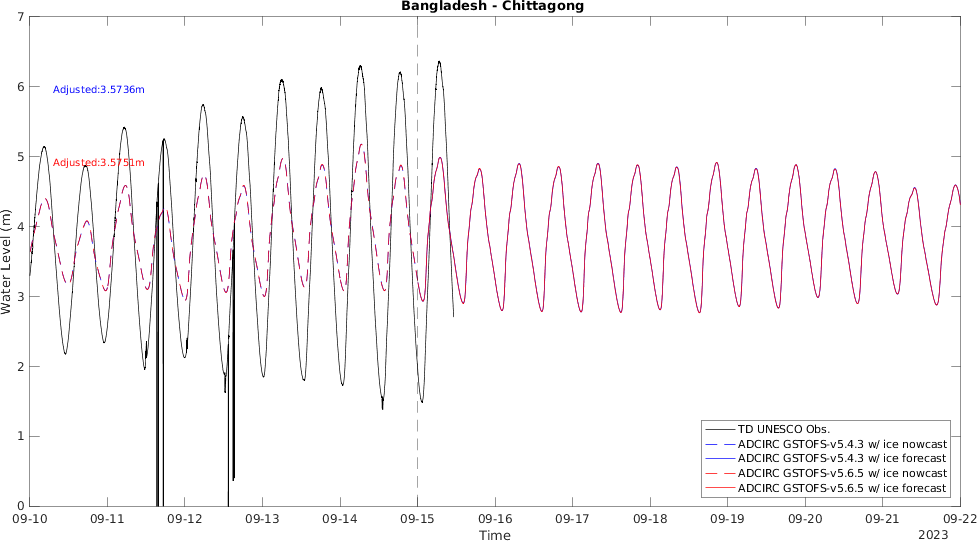 Bangladesh - Chittagong
7
6
5
4
3
2
1
0
Water Level (m)
Adjusted:3.5736m
Adjusted:3.5751m
TD UNESCO Obs.
ADCIRC GSTOFS-v5.4.3 w/ ice nowcast
ADCIRC GSTOFS-v5.4.3 w/ ice forecast
ADCIRC GSTOFS-v5.6.5 w/ ice nowcast
ADCIRC GSTOFS-v5.6.5 w/ ice forecast
09-10 09-11 09-12 09-13 09-14 09-15 09-16 09-17 09-18 09-19 09-20 09-21 09-22
Time
2023